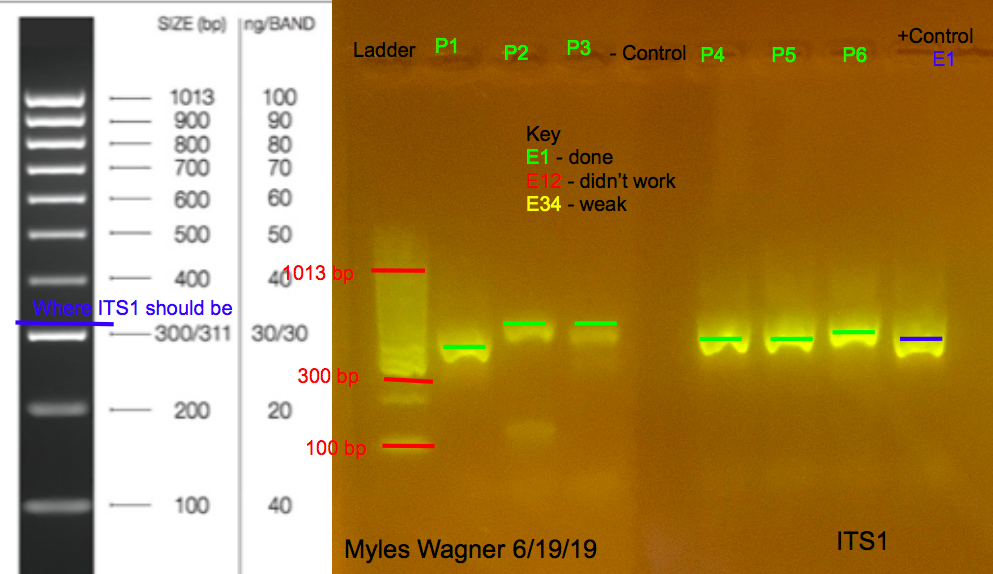 SIZE (bp) ng/BAND
1013 100
900 90
800 80
700 70
600 60
500 50
400 40
Where ITS1 should be
300/311 30/30
200 20
100 40
Ladder P1 P2 P3 - Control P4 P5 P6 +Control
E1
Key
E1 - done
E12 - didn't work
E34 - weak
1013 bp
300 bp
100 bp
Myles Wagner 6/19/19
ITS1